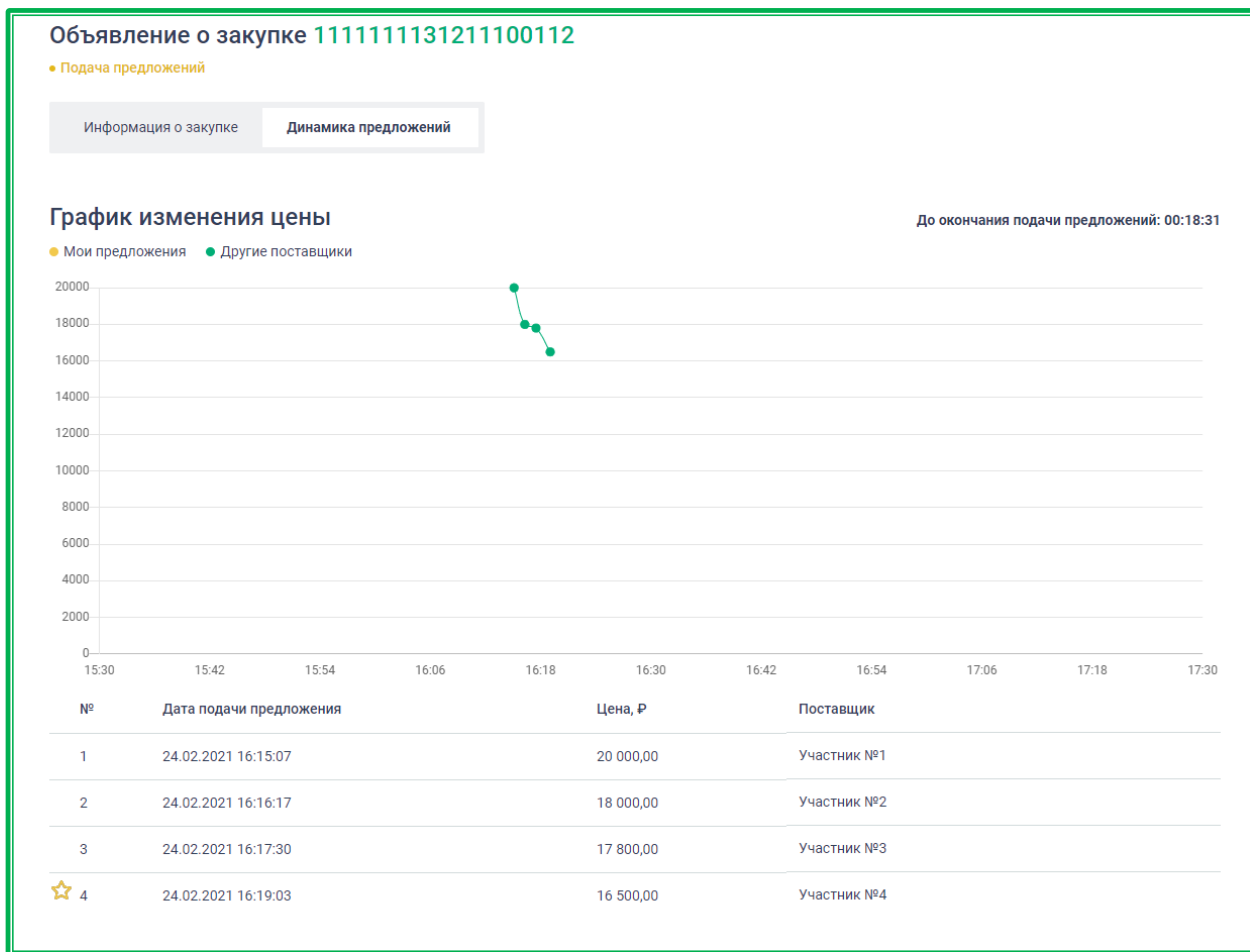 Объявление о закупке 1111111131211100112
Подача предложений
Информация о закупке Динамика предложений
График изменения цены До окончания подачи предложений: 00:18:31
Мои предложения Другие поставщики
20000
18000
16000
14000
12000
10000
8000
6000
4000
2000
0
15:30 15:42 15:54 16:06 16:18 16:30 16:42 16:54 17:06 17:18 17:30
№ Дата подачи предложения Цена, ₽ Поставщик
1 24.02.2021 16:15:07 20 000,00 Участник №1
2 24.02.2021 16:16:17 18 000,00 Участник №2
3 24.02.2021 16:17:30 17 800,00 Участник №3
4 24.02.2021 16:19:03 16 500,00 Участник №4